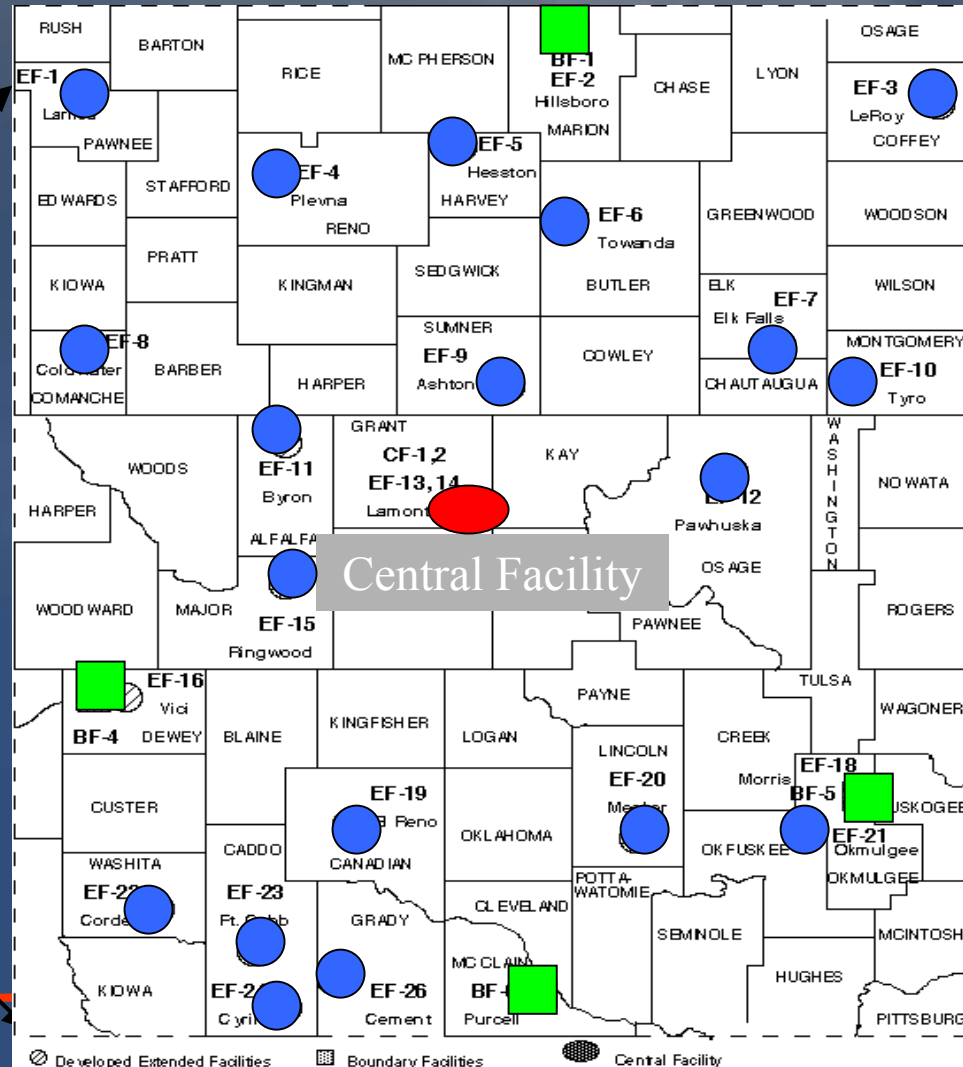 RUSH
BARTON
RICE
MC PHERSON
BF-1
EF-2
Hillsboro
MARION
CHASE
LYON
OSAGE
EF-1
PAWNEE
EF-3
LeRoy
COFFEY
EDWARDS
STAFFORD
EF-4
Plevna
RENO
EF-5
Hesston
HARVEY
EF-6
Towanda
BUTLER
GREENWOOD
WOODSON
KIOWA
PRATT
KINGMAN
SEDGWICK
ELK
EF-7
Elk Falls
WILSON
EF-8
COMANCHE
BARBER
HARPER
SUMNER
EF-9
Ashton
COWLEY
CHAUTAUGUA
MONTGOMERY
EF-10
Tyro
HARPER
WOODS
EF-11
Byron
ALFALFA
GRANT
CF-1,2
EF-13, 14
KAY
Pawhuska
OSAGE
WASHINGTON
NOWATA
WOODWARD
MAJOR
EF-15
Ringwood
Central Facility
PAWNEE
ROGERS
EF-16
Vici
BF-4 DEWEY
BLAINE
KINGFISHER
LOGAN
PAYNE
LINCOLN
EF-20
CREEK
TULSA
WAGONER
CUSTER
EF-19
Reno
CANADIAN
OKLAHOMA
Morris
EF-18
BF-5
EF-21
Okmulgee
OKMULGEE
OKFUSKEE
WASHITA
CADDO
EF-23
GRADY
CLEVELAND
POTTA-
WATOMIE
SEMINOLE
MCINTOSH
KIOWA
EF-26
Cement
MC CLAIN
Purcell
HUGHES
PITTSBURG
Developed Extended Facilities
Boundary Facilities
Central Facility